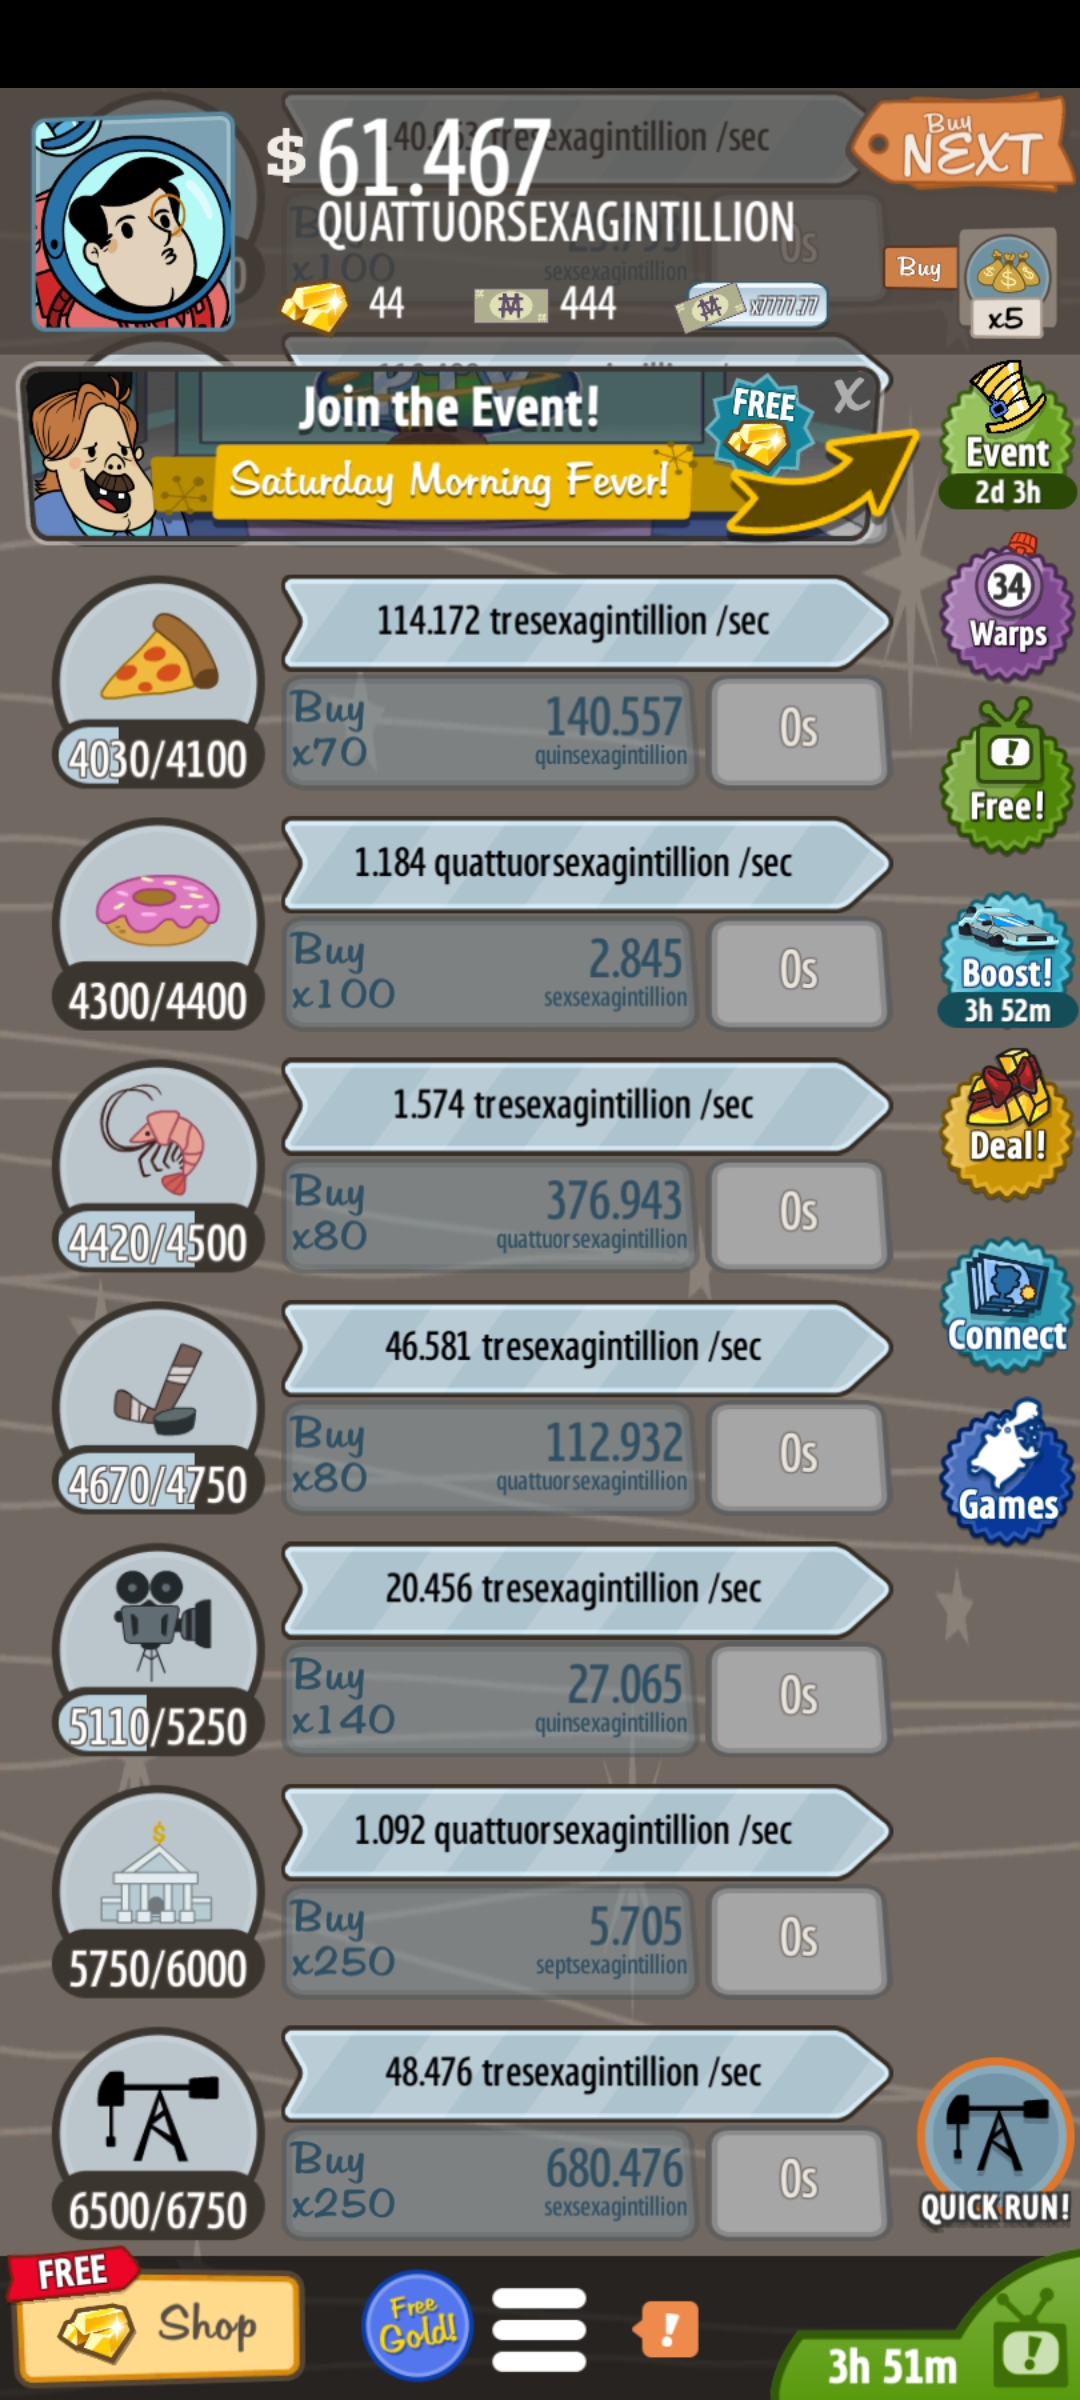 $ 61.467
QUATTUORSEXAGINTILLION
Buy
NEXT
44
444
x7777.77
Buy
x5
x100
sexsexagintillion
0s
Join the Event!
Saturday Morning Fever!
FREE
X
Event
2d 3h
114.172 tresexagintillion /sec
Buy
x70
140.557
quinsexagintillion
0s
4030/4100
34
Warps
Free!
1.184 quattuorsexagintillion /sec
Buy
x100
2.845
sexsexagintillion
0s
4300/4400
Boost!
3h 52m
1.574 tresexagintillion /sec
Buy
x80
376.943
quattuorsexagintillion
0s
4420/4500
Deal!
Connect
46.581 tresexagintillion /sec
Buy
x80
112.932
quattuorsexagintillion
0s
4670/4750
Games
20.456 tresexagintillion /sec
Buy
x140
27.065
quinsexagintillion
0s
5110/5250
1.092 quattuorsexagintillion /sec
Buy
x250
5.705
septsexagintillion
0s
5750/6000
48.476 tresexagintillion /sec
Buy
x250
680.476
sexsexagintillion
0s
6500/6750
QUICK RUN!
FREE
Shop
Free
Gold!
!
3h 51m
!